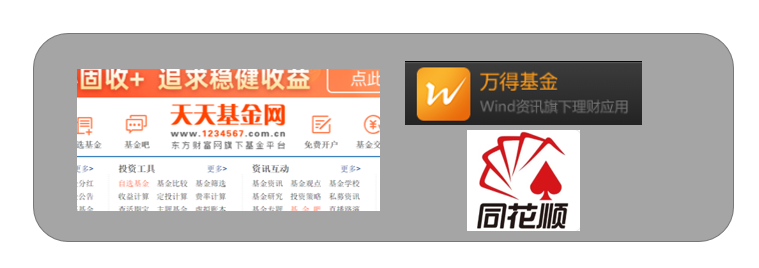 固收+ 追求稳健收益 点此
天天基金网
www.1234567.com.cn
东方财富网旗下基金平台
选基金 基金吧 免费开户 基金交
更多> 投资工具 更多> 资讯互动 更多>
金分红 自选基金 基金比较 基金筛选 基金资讯 基金观点 基金学校
金公告 收益计算 定投计算 费率计算 基金研究 投资策略 私募资讯
万得基金
Wind资讯旗下理财应用
同花顺